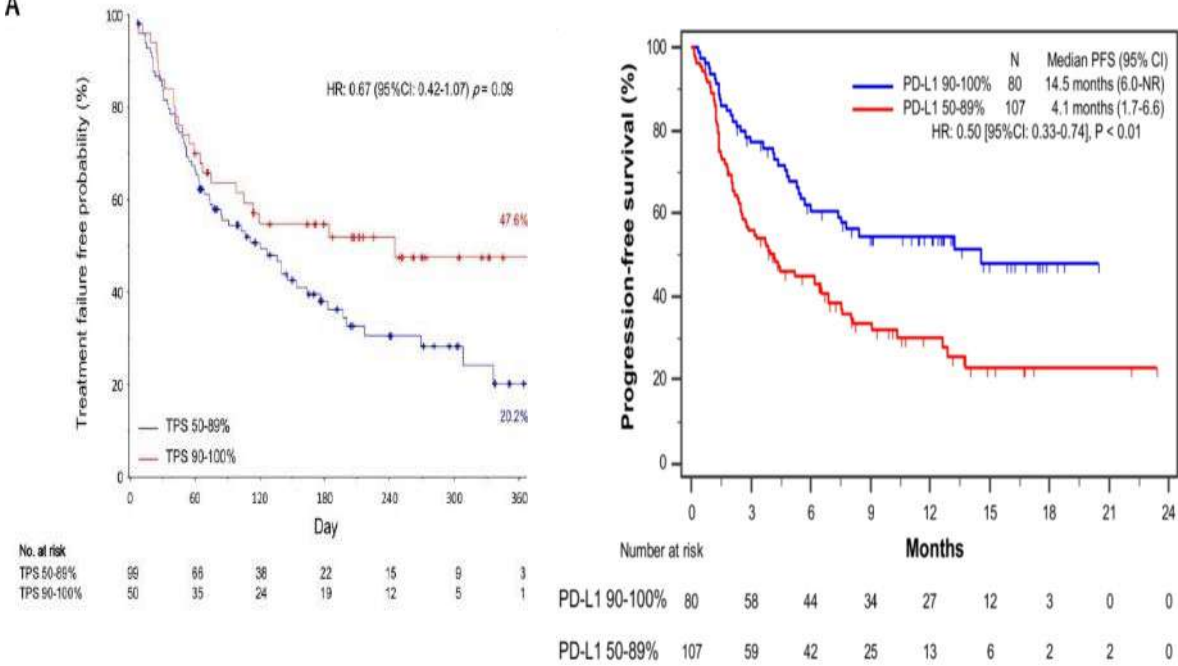 A
Treatment failure free probability (%)
100
80
60
40
20
0
HR: 0.67 (95%CI: 0.42-1.07) p = 0.09
47.6%
20.2%
TPS 50-89%
TPS 90-100%
0 60 120 180 240 300 360
Day
No. at risk
TPS 50-89% 99 66 38 22 15 9 3
TPS 90-100% 50 35 24 19 12 5 1
Progression-free survival (%)
100
80
60
40
20
0
N Median PFS (95% CI)
PD-L1 90-100% 80 14.5 months (6.0-NR)
PD-L1 50-89% 107 4.1 months (1.7-6.6)
HR: 0.50 [95%CI: 0.33-0.74], P < 0.01
0 3 6 9 12 15 18 21 24
Months
Number at risk
PD-L1 90-100% 80 58 44 34 27 12 3 0 0
PD-L1 50-89% 107 59 42 25 13 6 2 2 0